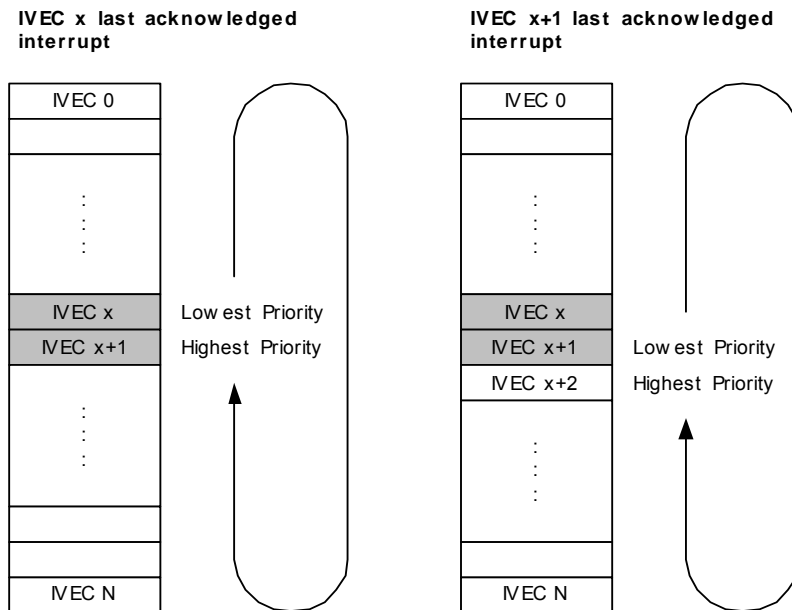 IVEC x last acknowledged
interrupt
IVEC 0
IVEC x
Lowest Priority
IVEC x+1
Highest Priority
IVEC N
IVEC x+1 last acknowledged
interrupt
IVEC 0
IVEC x
IVEC x+1
Lowest Priority
IVEC x+2
Highest Priority
IVEC N